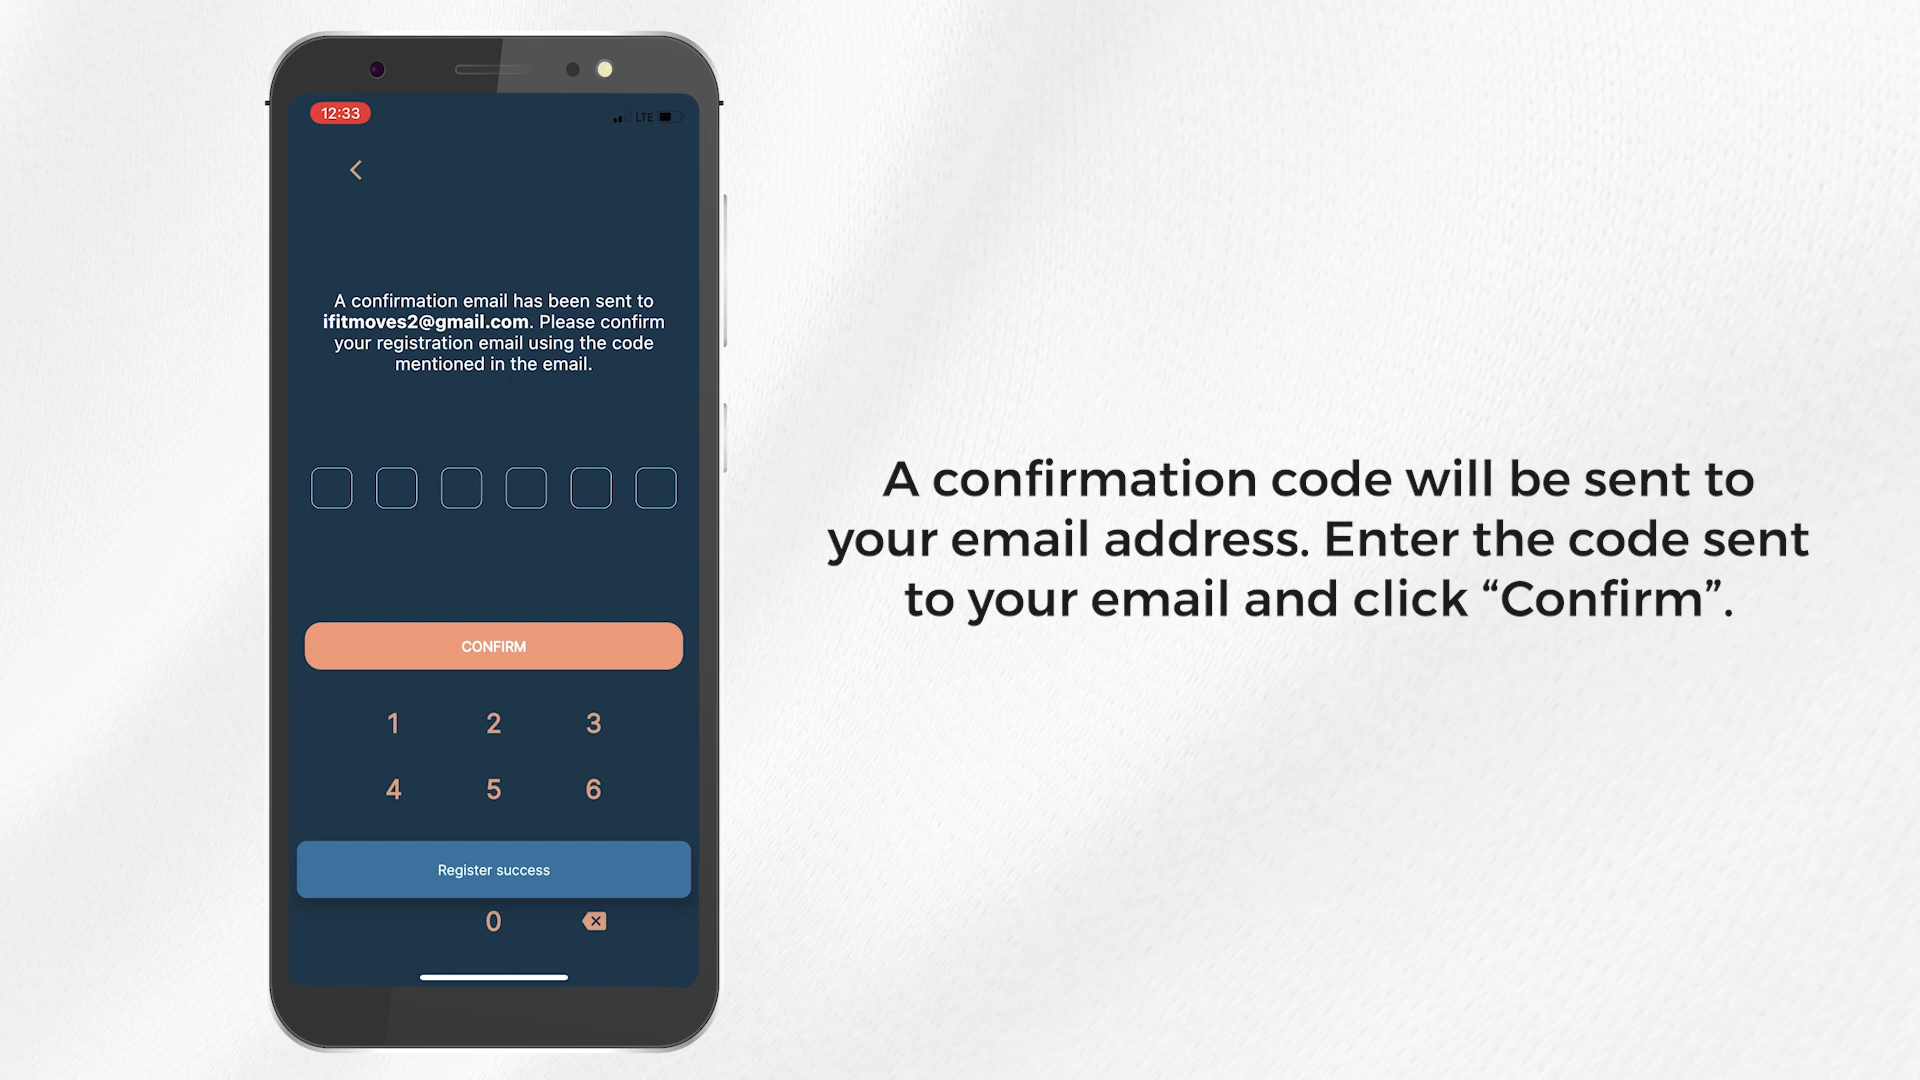 12:33
LTE
A confirmation email has been sent to
ifitmoves2@gmail.com. Please confirm
your registration email using the code
mentioned in the email.
CONFIRM
1 2 3
4 5 6
Register success
0
A confirmation code will be sent to
your email address. Enter the code sent
to your email and click “Confirm”.